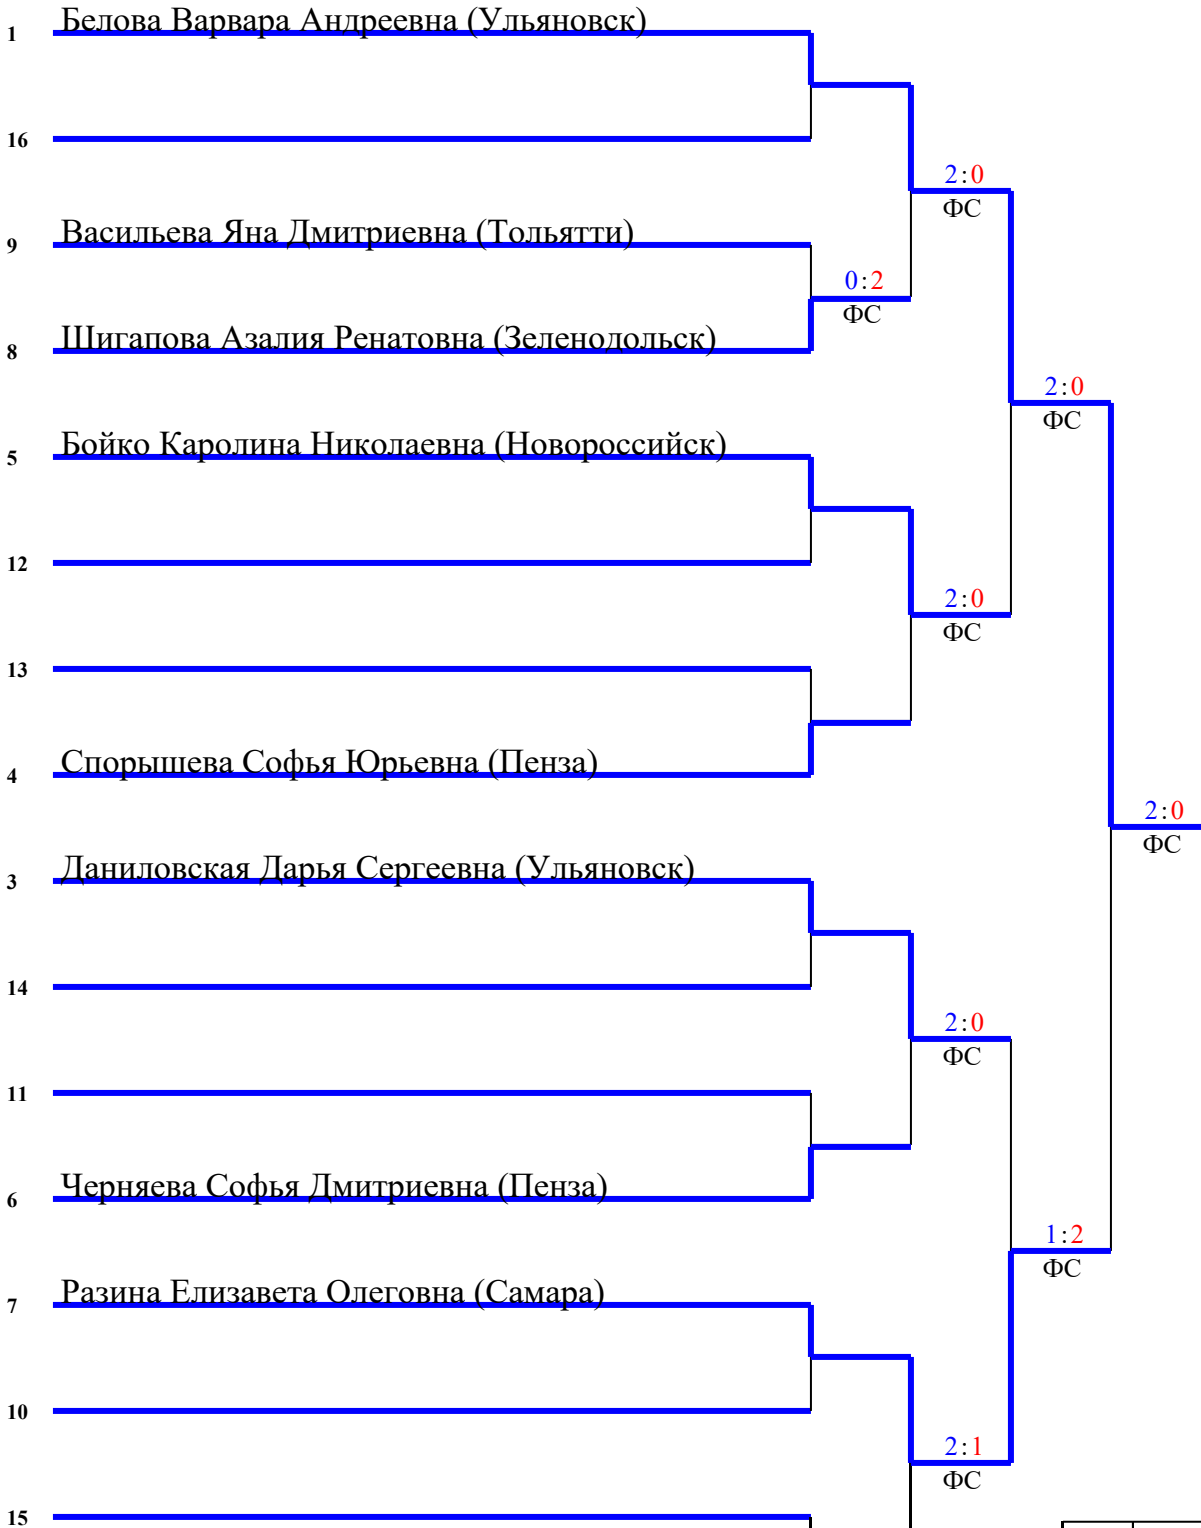 1 Белова Варвара Андреевна (Ульяновск)
16
2:0
ФС
9 Васильева Яна Дмитриевна (Тольятти)
0:2
ФС
8 Шигапова Азалия Ренатовна (Зеленодольск)
2:0
ФС
5 Бойко Каролина Николаевна (Новороссийск)
12
2:0
ФС
13
4 Спорышева Софья Юрьевна (Пенза)
2:0
ФС
3 Даниловская Дарья Сергеевна (Ульяновск)
14
2:0
ФС
11
6 Черняева Софья Дмитриевна (Пенза)
1:2
ФС
7 Разина Елизавета Олеговна (Самара)
10
2:1
ФС
15